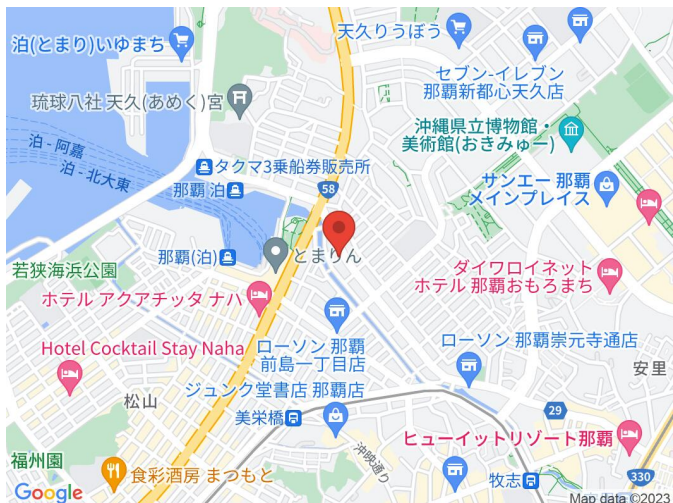 泊(とまり)いゆまち
天久りうぼう
セブン-イレブン
那覇新都心天久店
琉球八社 天久(あめく)宮
沖縄県立博物館・
美術館(おきみゅー)
泊 - 阿嘉
泊 - 北大東
タクマ3乗船券販売所
那覇 泊
58
サンエー 那覇
メインプレイス
那覇(泊)
とまりん
若狭海浜公園
ダイワロイネット
ホテル 那覇おもろまち
ホテル アクアチッタ ナハ
Hotel Cocktail Stay Naha
ローソン 那覇
前島一丁目店
ローソン 那覇崇元寺通店
安里
松山
ジュンク堂書店 那覇店
美栄橋
29
沖映通り
ヒューイットリゾート那覇
福州園
食彩酒房 まつもと
牧志
330
Google
Map data ©2023